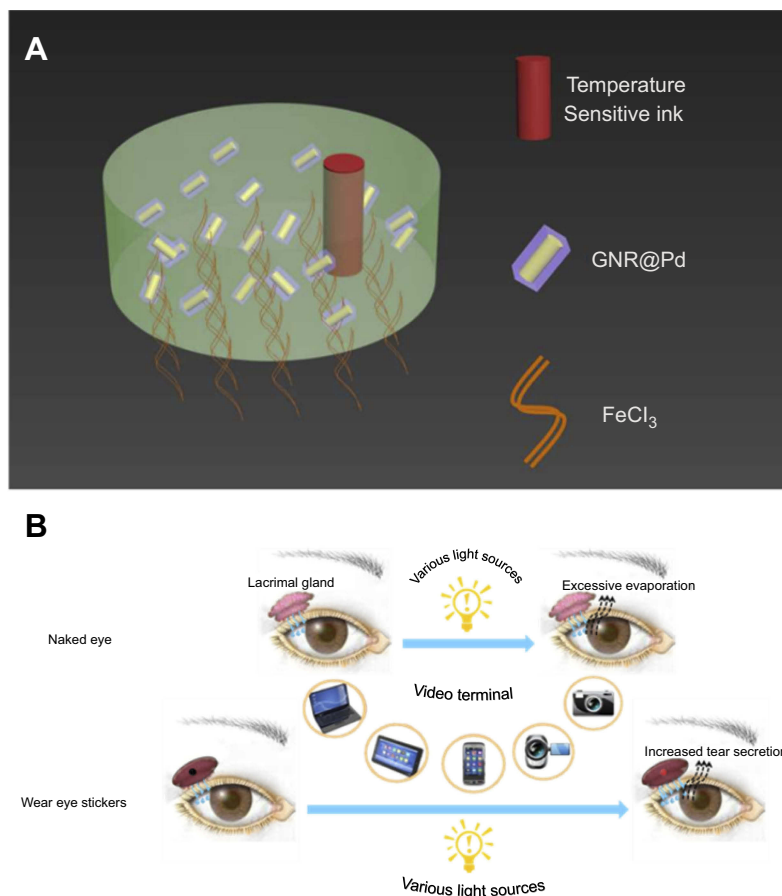 A
Temperature
Sensitive ink
GNR@Pd
FeCl₃
B
Various light sources
Lacrimal gland
Excessive evaporation
Naked eye
Video terminal
Increased tear secretion
Wear eye stickers
Various light sources